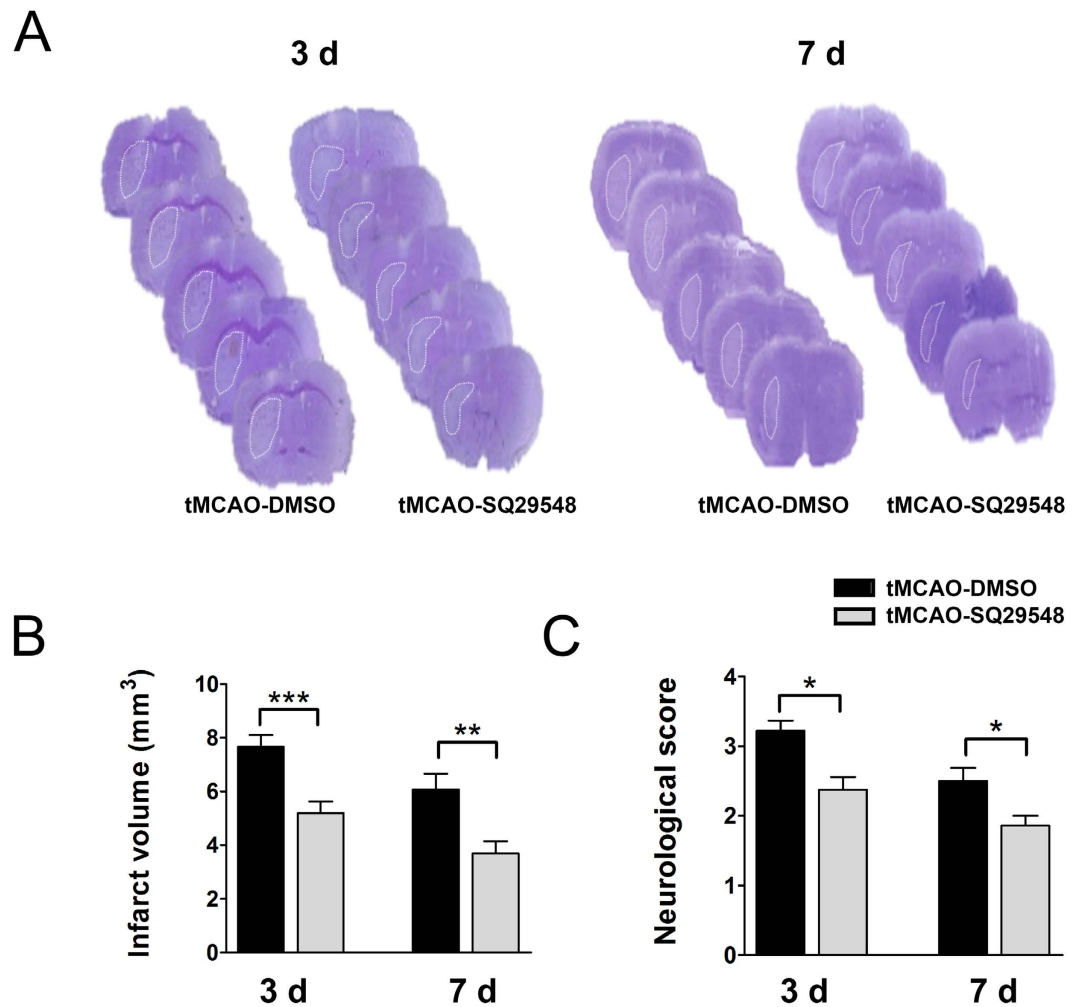 A
3 d 7 d
tMCAO-DMSO tMCAO-SQ29548 tMCAO-DMSO tMCAO-SQ29548
tMCAO-DMSO
tMCAO-SQ29548
B
Infarct volume (mm³)
10
8
6
4
2
0
***
**
3 d 7 d
C
Neurological score
4
3
2
1
0
*
*
3 d 7 d